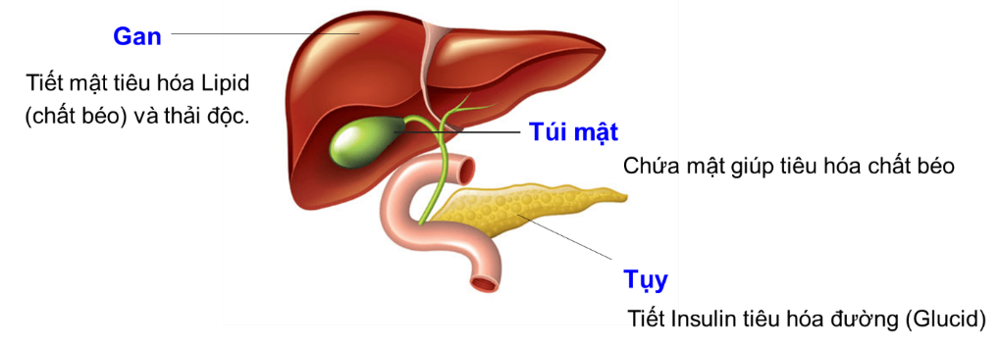 Gan
Tiết mật tiêu hóa Lipid
(chất béo) và thải độc.
Túi mật
Chứa mật giúp tiêu hóa chất béo
Tụy
Tiết Insulin tiêu hóa đường (Glucid)